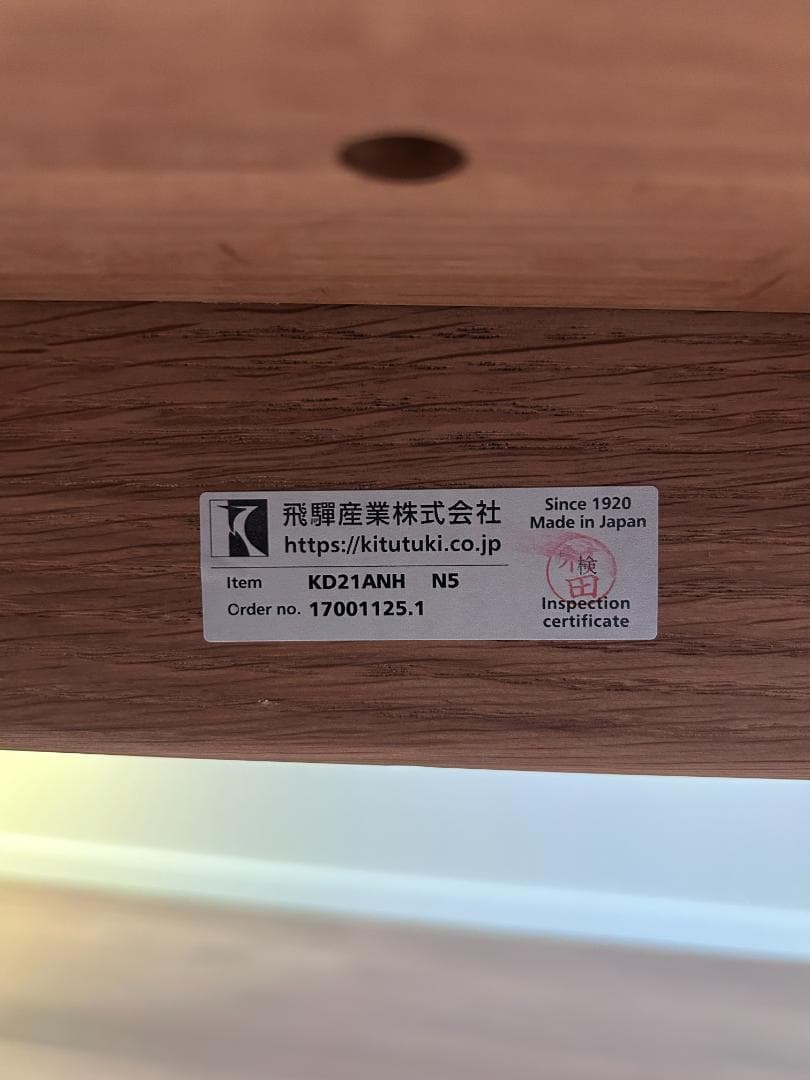 飛驒産業株式会社
https://kitutuki.co.jp
Item KD21ANH N5
Order no. 17001125.1
Since 1920
Made in Japan
検
田
Inspection
certificate